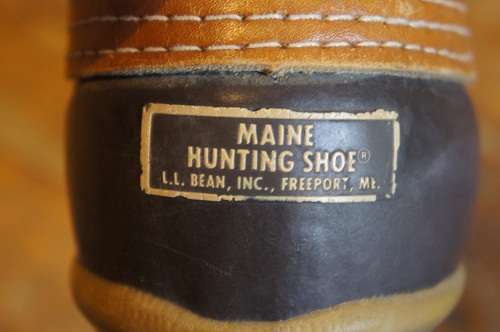 MAINE
HUNTING SHOE®
L.L. BEAN, INC., FREEPORT, ME.